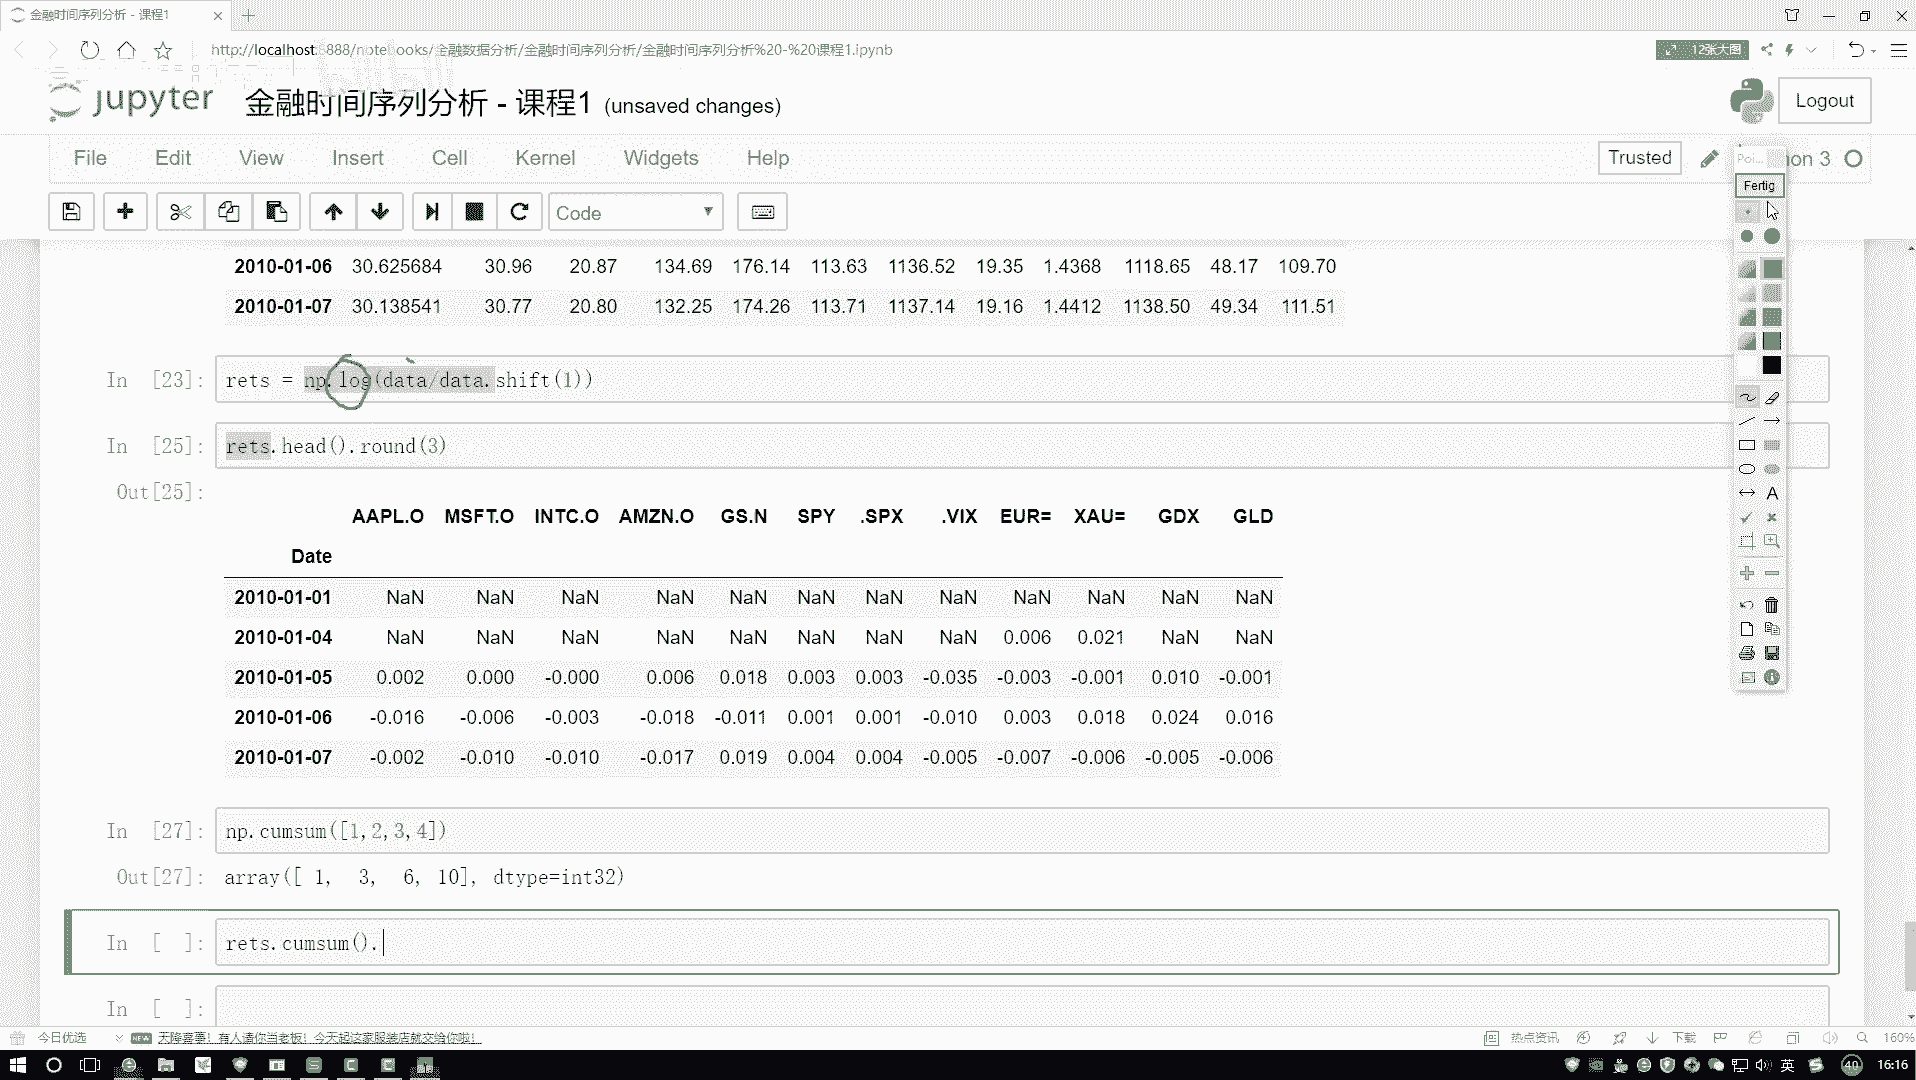 金融时间序列分析 - 课程1
http://localhost:8888/notebooks/金融数据分析/金融时间序列分析/金融时间序列分析%20-%20课程1.ipynb
12张大图
jupyter 金融时间序列分析 - 课程1 (unsaved changes)
Logout
File Edit View Insert Cell Kernel Widgets Help
Trusted
Poi...
hon 3
Fertig
Code
2010-01-06 30.625684 30.96 20.87 134.69 176.14 113.63 1136.52 19.35 1.4368 1118.65 48.17 109.70
2010-01-07 30.138541 30.77 20.80 132.25 174.26 113.71 1137.14 19.16 1.4412 1138.50 49.34 111.51
In [23]: rets = np.log(data/data.shift(1))
In [25]: rets.head().round(3)
Out[25]:
AAPL.O MSFT.O INTC.O AMZN.O GS.N SPY .SPX .VIX EUR= XAU= GDX GLD
Date
2010-01-01 NaN NaN NaN NaN NaN NaN NaN NaN NaN NaN NaN NaN
2010-01-04 NaN NaN NaN NaN NaN NaN NaN NaN 0.006 0.021 NaN NaN
2010-01-05 0.002 0.000 -0.000 0.006 0.018 0.003 0.003 -0.035 -0.003 -0.001 0.010 -0.001
2010-01-06 -0.016 -0.006 -0.003 -0.018 -0.011 0.001 0.001 -0.010 0.003 0.018 0.024 0.016
2010-01-07 -0.002 -0.010 -0.010 -0.017 0.019 0.004 0.004 -0.005 -0.007 -0.006 -0.005 -0.006
In [27]: np.cumsum([1,2,3,4])
Out[27]: array([ 1, 3, 6, 10], dtype=int32)
In [ ]: rets.cumsum().
In [ ]:
今日优选 NEW 天降喜事! 有人请你当老板! 今天起这家服装店就交给你啦!
热点资讯 下载 160%
英 40 16:16